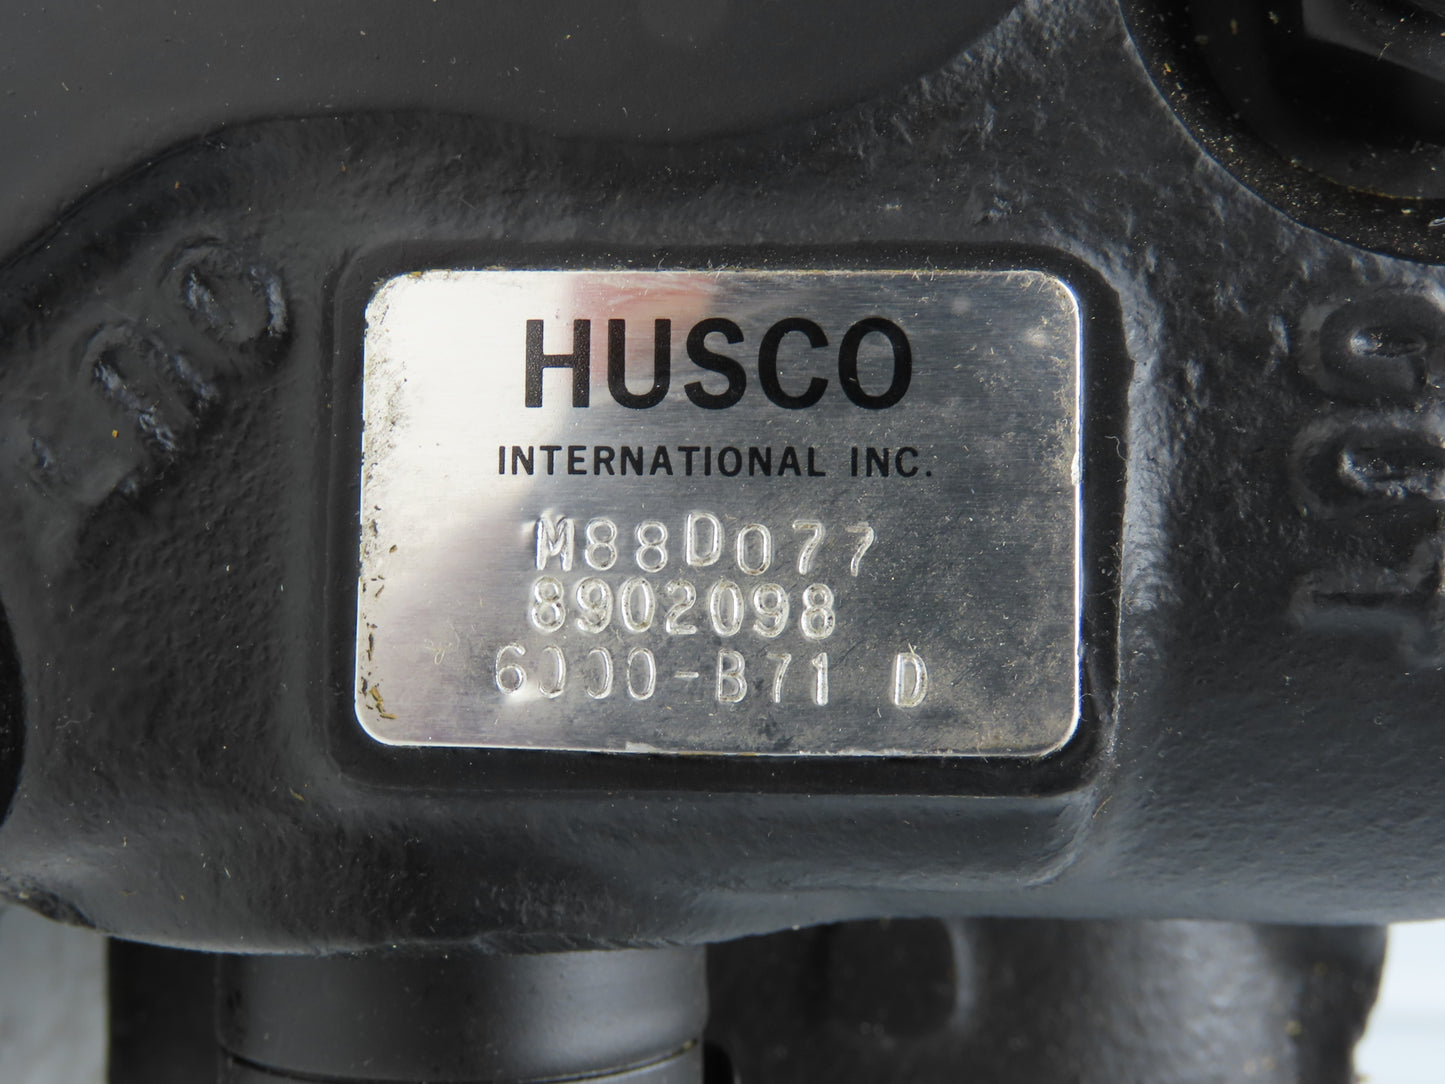 HUSCO
INTERNATIONAL INC.
M88D077
8902098
6000-B71 D